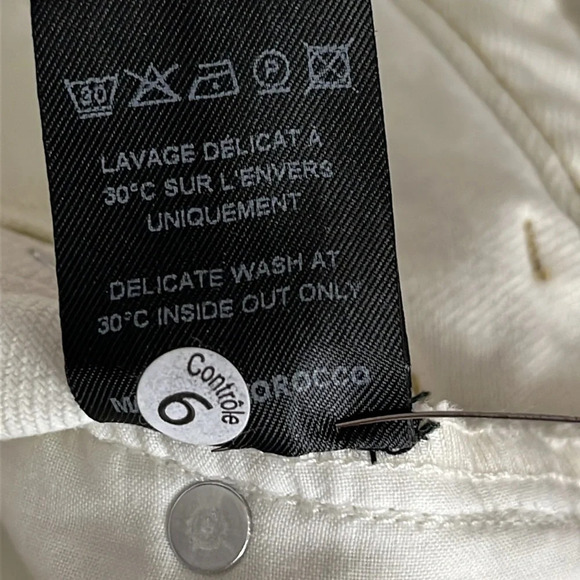 30
P
LAVAGE DÉLICAT À
30°C SUR L'ENVERS
UNIQUEMENT
DELICATE WASH AT
30°C INSIDE OUT ONLY
Contrôle
6